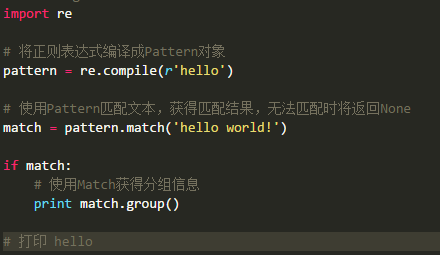 import re
# 将正则表达式编译成Pattern对象
pattern = re.compile(r'hello')
# 使用Pattern匹配文本，获得匹配结果，无法匹配时将返回None
match = pattern.match('hello world!')
if match:
    # 使用Match获得分组信息
    print match.group()
# 打印 hello